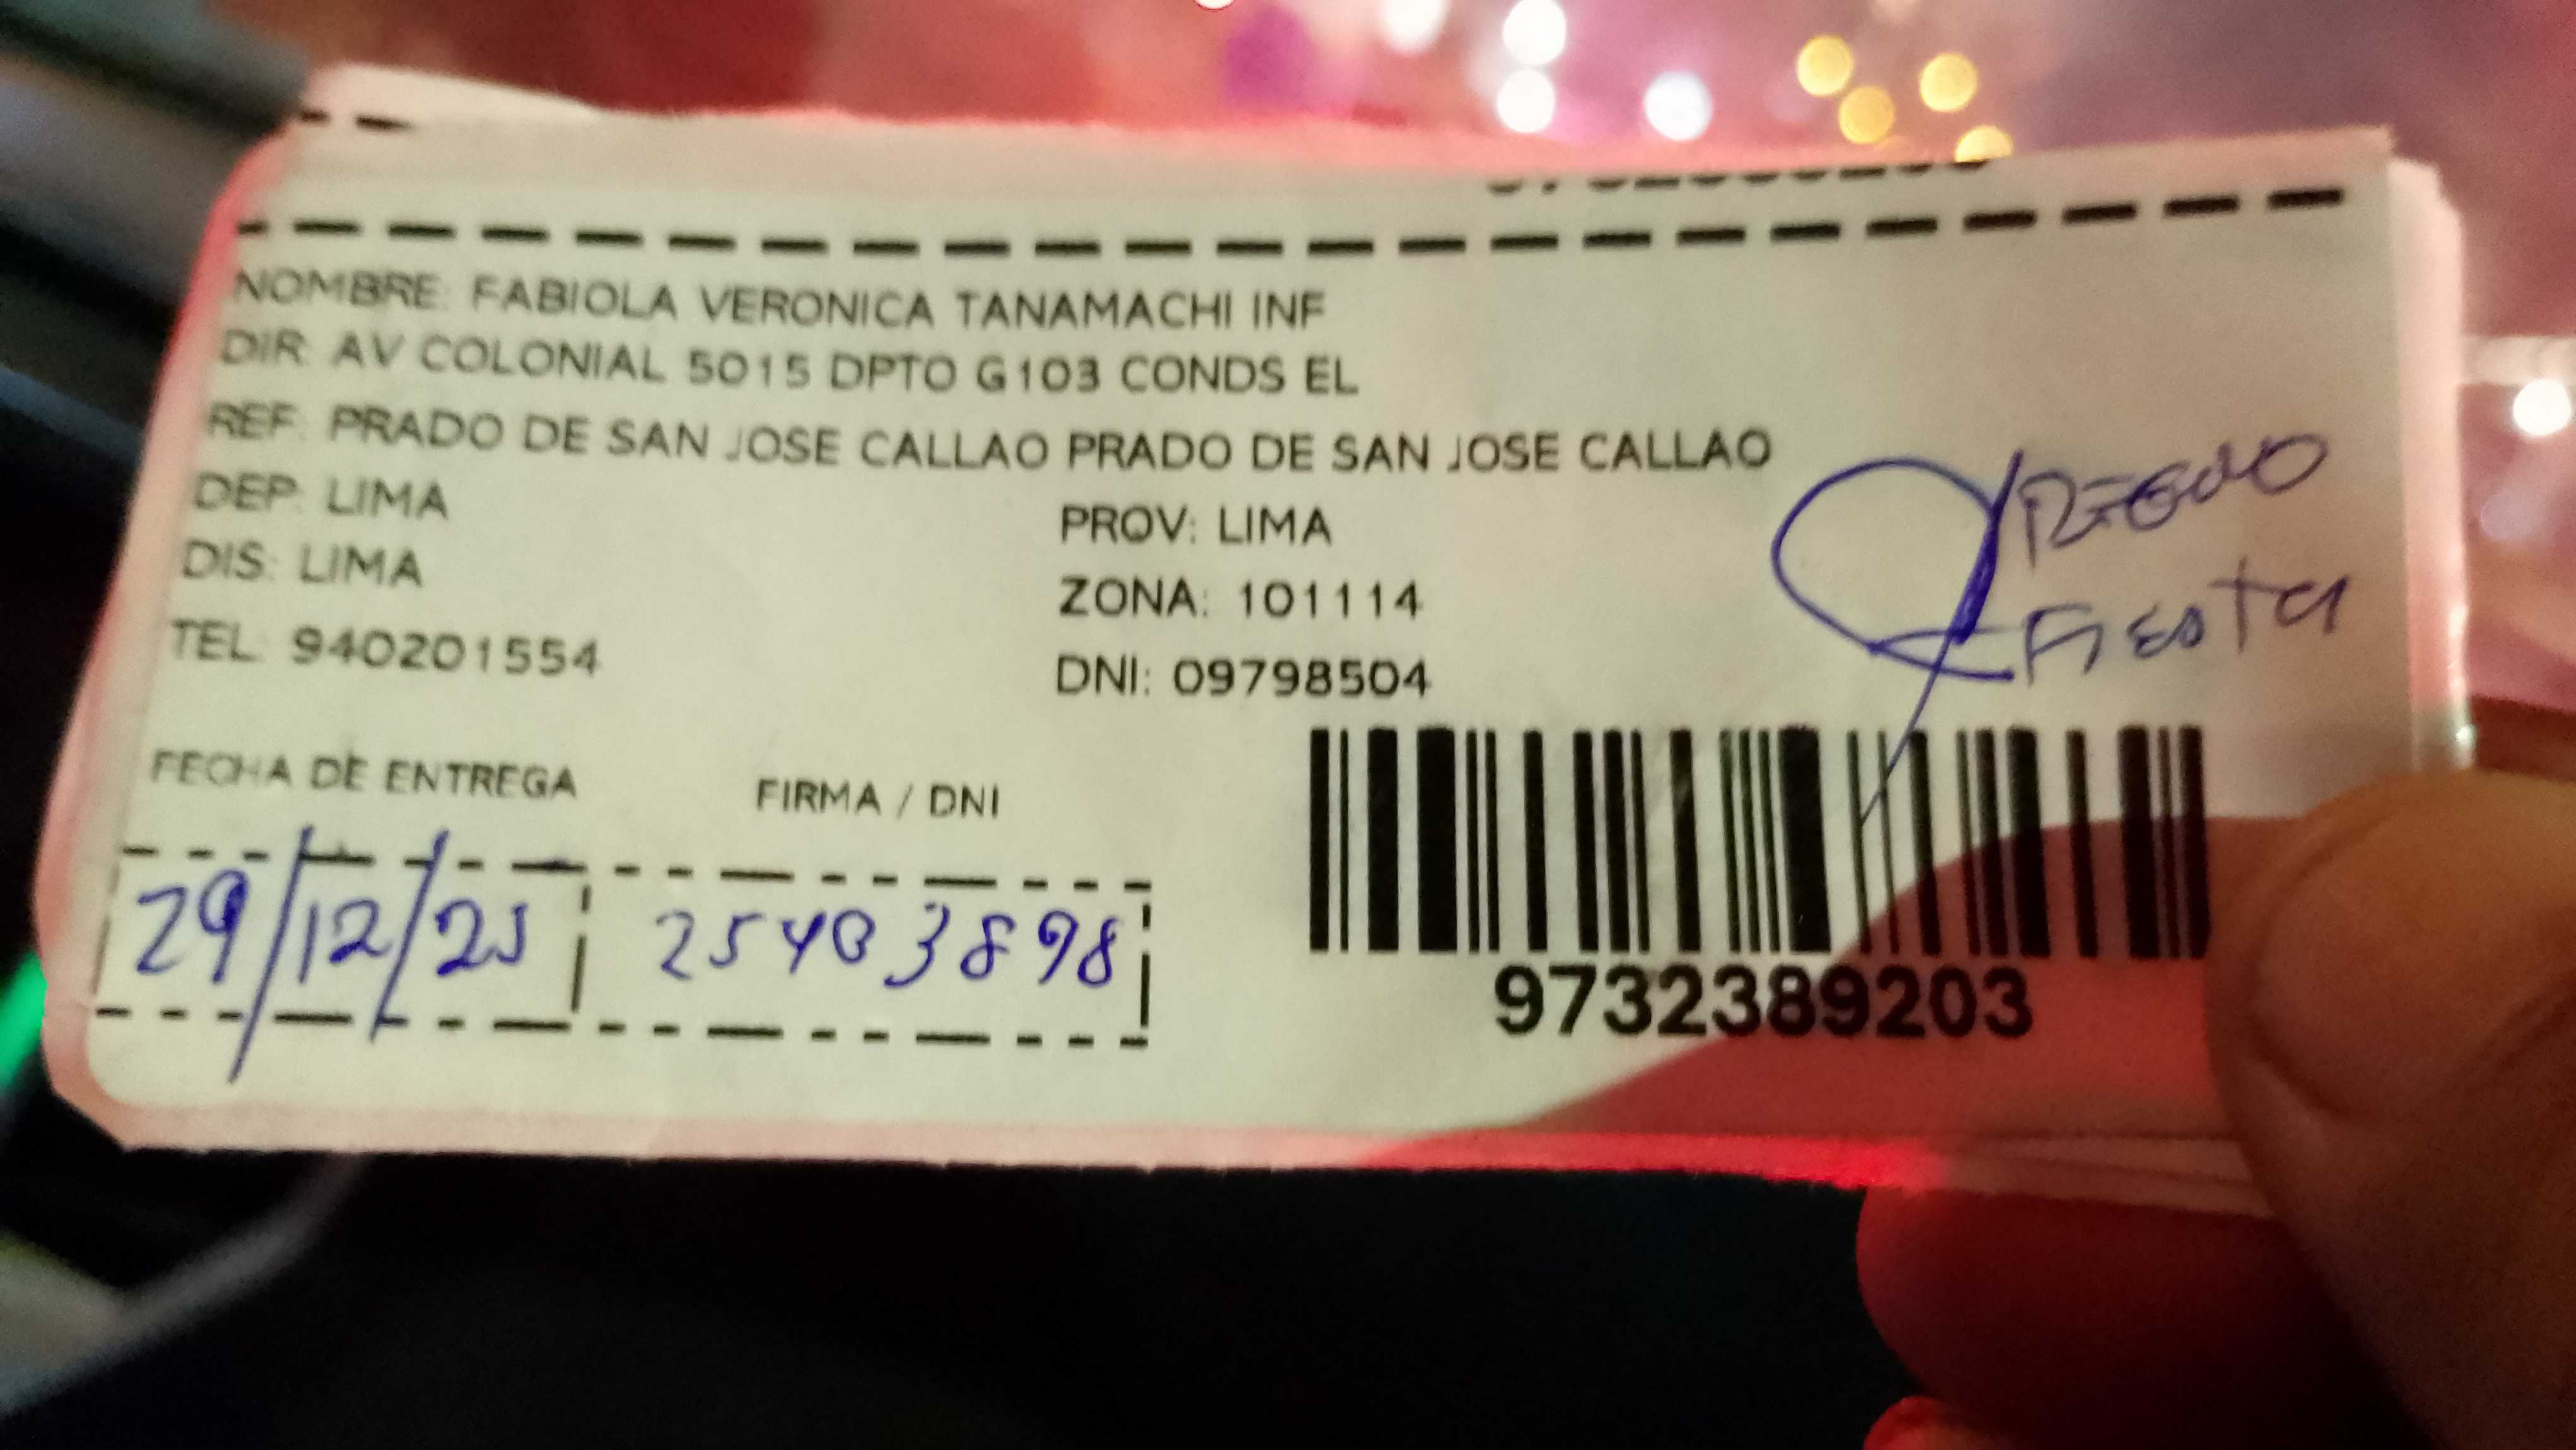 NOMBRE: FABIOLA VERONICA TANAMACHI INF
DIR: AV COLONIAL 5015 DPTO G103 CONDS EL
REF: PRADO DE SAN JOSE CALLAO PRADO DE SAN JOSE CALLAO
DEP: LIMA
PROV: LIMA
DIS: LIMA
ZONA: 101114
TEL: 940201554
DNI: 09798504
Fiesta
FECHA DE ENTREGA
FIRMA / DNI
29/12/25
25403898
9732389203